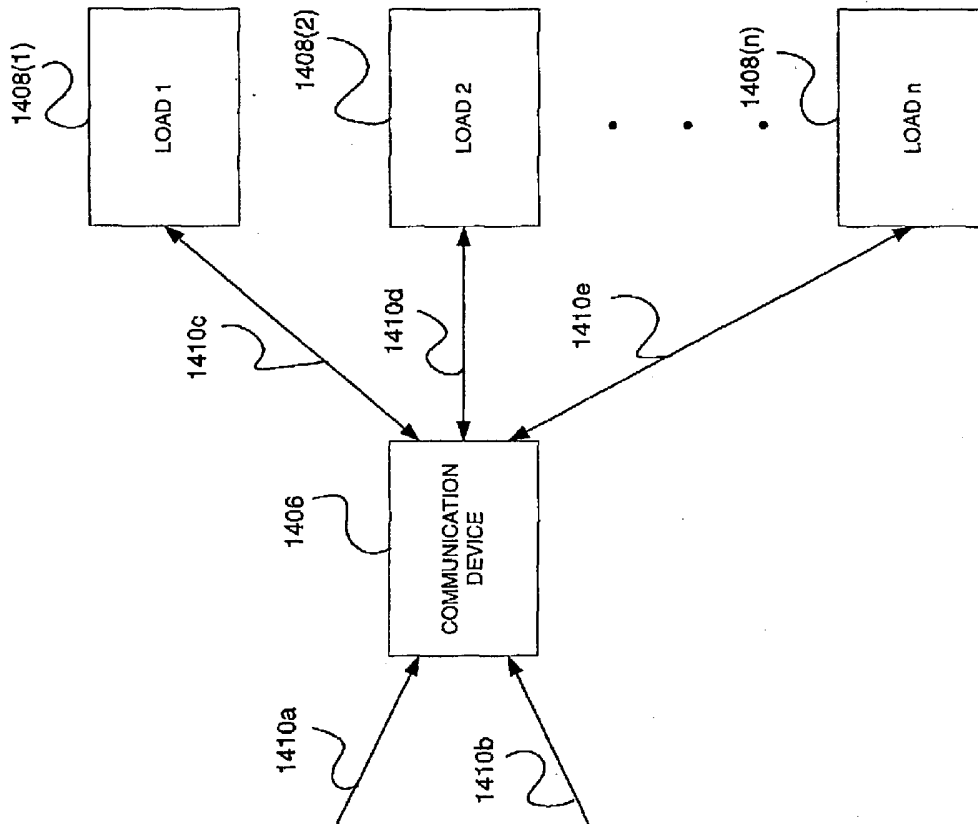 1408(1)
LOAD 1
1408(2)
LOAD 2
1408(n)
LOAD n
1410c
1410d
1410e
1406
COMMUNICATION
DEVICE
1410a
1410b